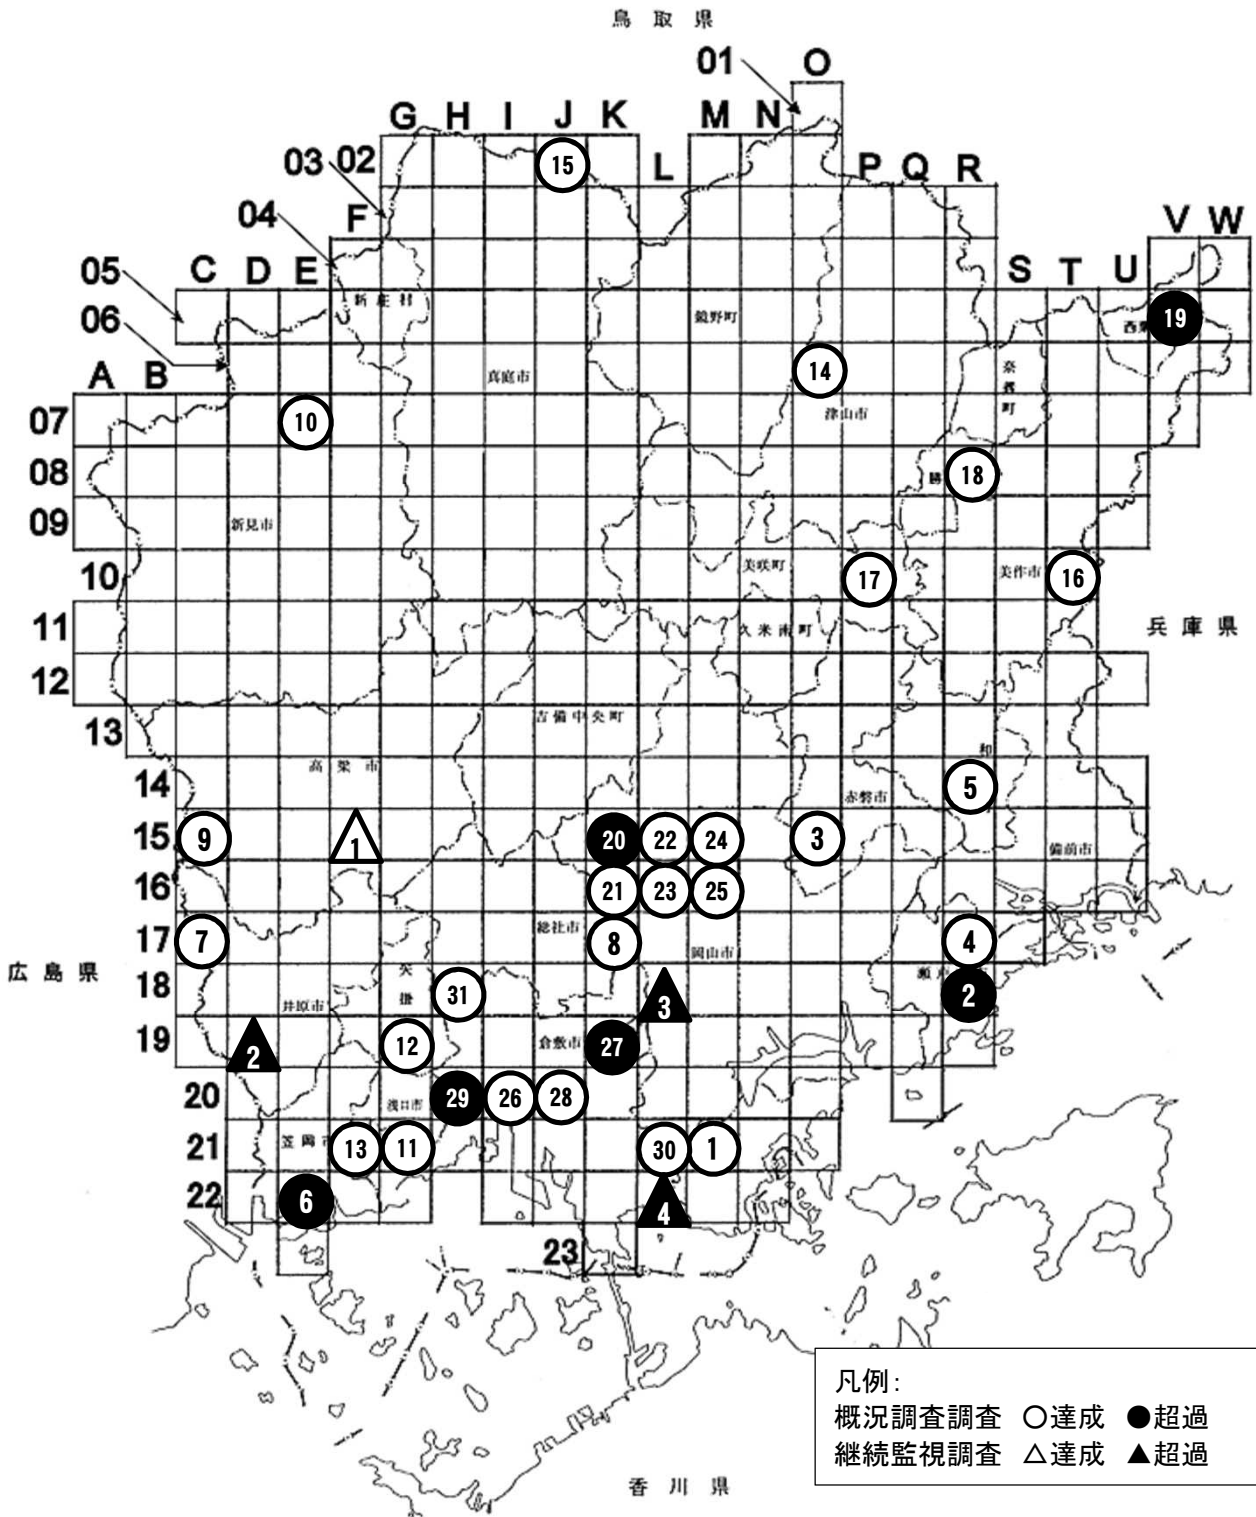 鳥取県
01 O
G H I J K M N
03 02 15 L P Q R
04 F V W
05 C D E S T U
06 新庄村 鏡野町 西粟 19
A B 真庭市 14 奈義町
07 10 津山市
08 勝 18
09 新見市
10 美咲町 17 美作市 16
11 久米南町 兵庫県
12
13 吉備中央町 和
14 高梁市 赤磐市 5
15 9 1 20 22 24 3 備前市
16 21 23 25
17 7 総社市 8 岡山市 4
広島県
18 井原市 矢掛 31 3 瀬戸 市 2
19 2 12 倉敷市 27
20 浅口市 29 26 28
21 笠岡市 13 11 30 1
22 6 4
23
凡例:
概況調査調査 ○達成 ●超過
継続監視調査 △達成 ▲超過
香川県